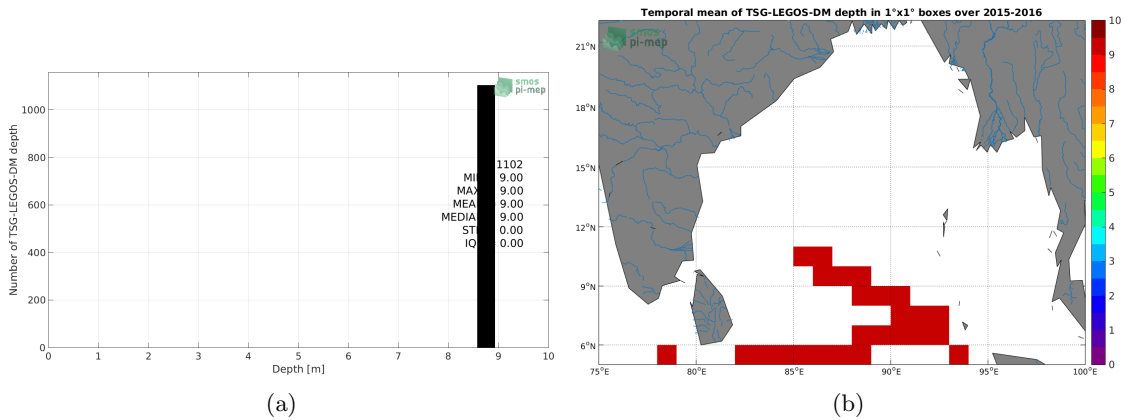 Temporal mean of TSG-LEGOS-DM depth in 1°x1° boxes over 2015-2016
smos
pi-mep
Number of TSG-LEGOS-DM depth
1000
800
600
400
200
0
1102
9.00
9.00
MEA 9.00
MEDIAN 9.00
0.00
0.00
0 1 2 3 4 5 6 7 8 9 10
Depth [m]
(a)
smos
pi-mep
21°N
18°N
15°N
12°N
9°N
6°N
75°E 80°E 85°E 90°E 95°E 100°E
10
9
8
7
6
5
4
3
2
1
0
(b)